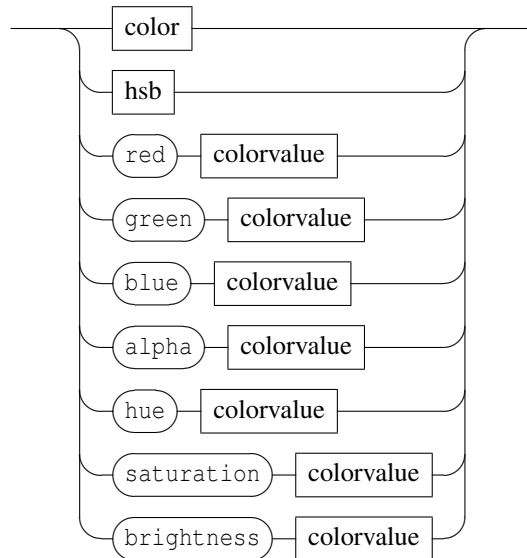 color
hsb
red colorvalue
green colorvalue
blue colorvalue
alpha colorvalue
hue colorvalue
saturation colorvalue
brightness colorvalue